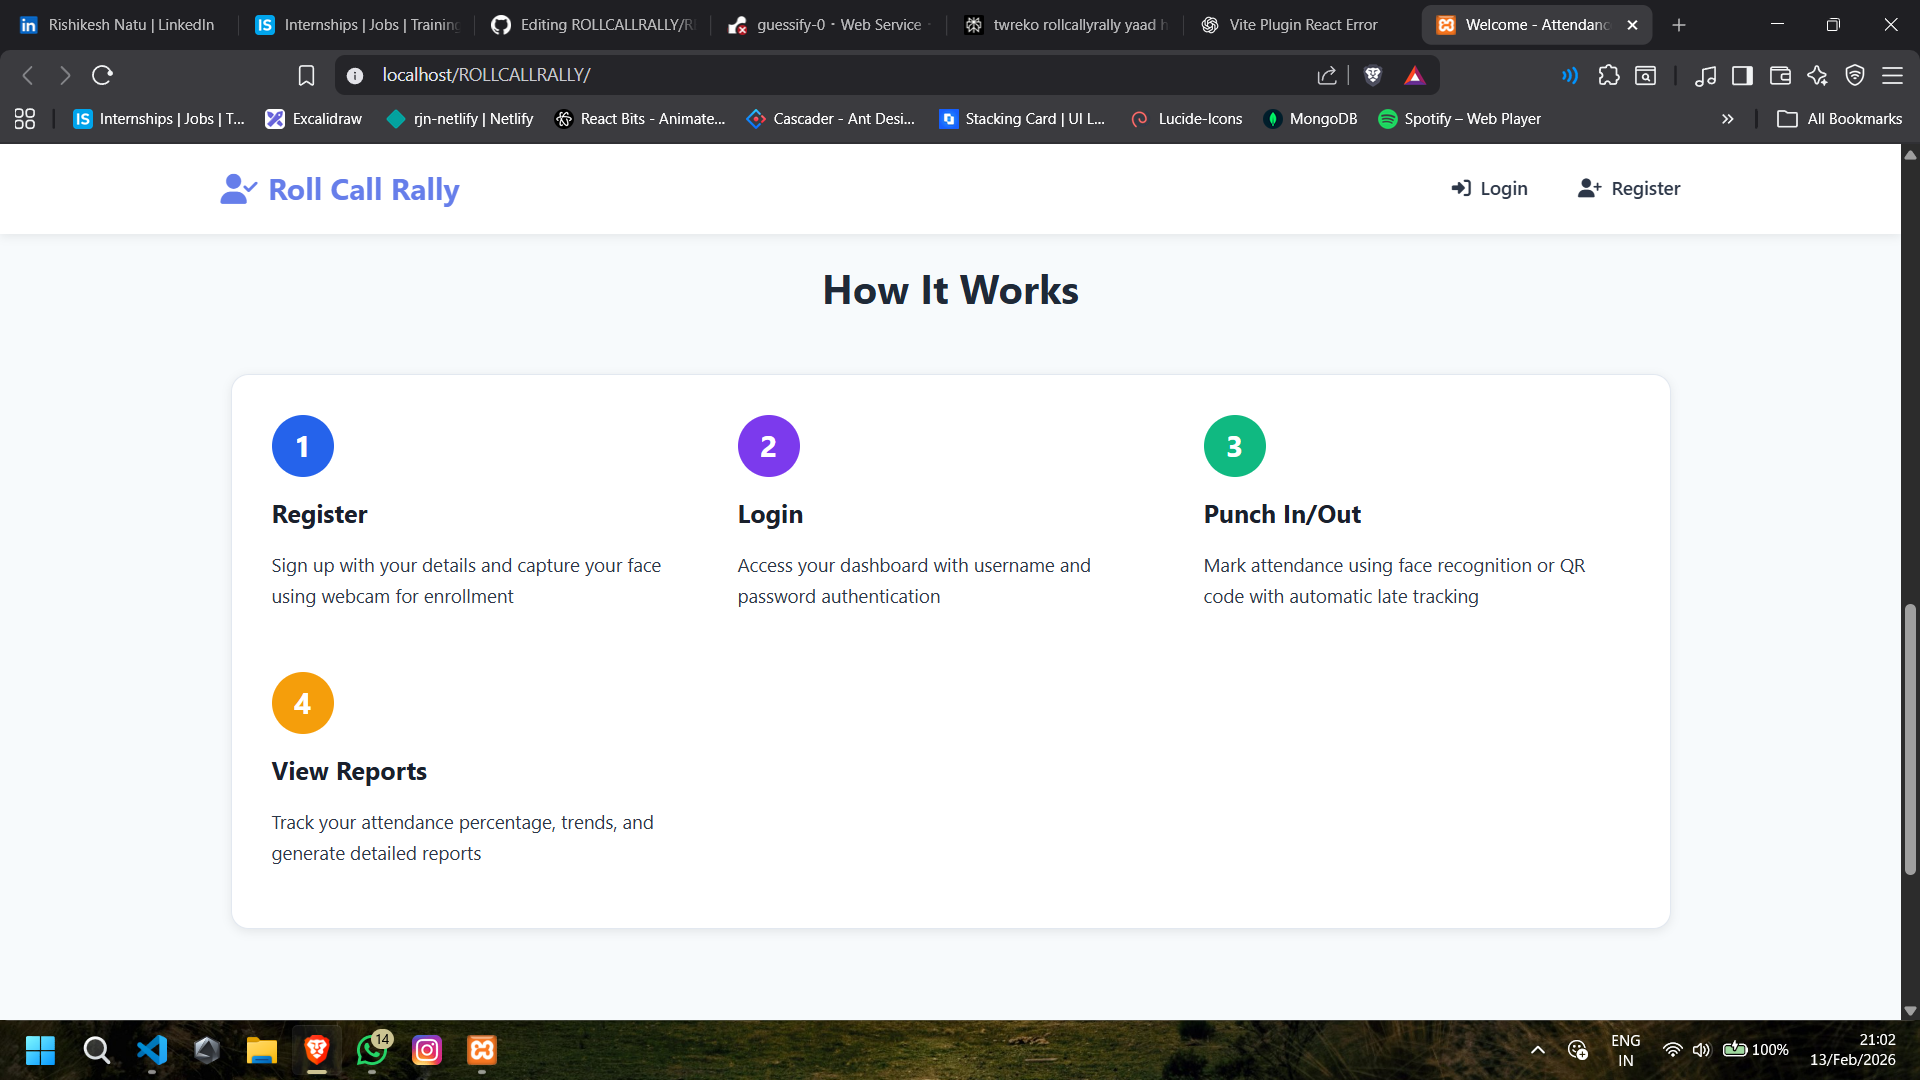 Rishikesh Natu | LinkedIn
Internships | Jobs | Training
Editing ROLLCALLRALLY/R
guessify-0 · Web Service
twreko rollcallyrally yaad h
Vite Plugin React Error
Welcome - Attendanc
localhost/ROLLCALLRALLY/
Internships | Jobs | T...
Excalidraw
rjn-netlify | Netlify
React Bits - Animate...
Cascader - Ant Desi...
Stacking Card | UI L...
Lucide-Icons
MongoDB
Spotify – Web Player
All Bookmarks
Roll Call Rally
Login
Register
How It Works
1
2
3
Register
Login
Punch In/Out
Sign up with your details and capture your face
using webcam for enrollment
Access your dashboard with username and
password authentication
Mark attendance using face recognition or QR
code with automatic late tracking
4
View Reports
Track your attendance percentage, trends, and
generate detailed reports
14
ENG
IN
100%
21:02
13/Feb/2026